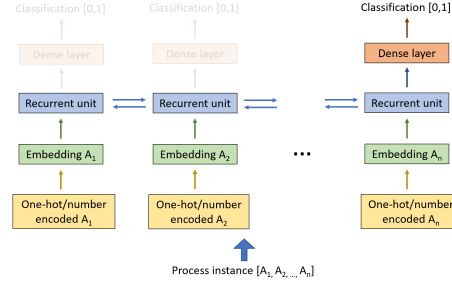 Classification [0,1]
Classification [0,1]
Classification [0,1]
Dense layer
Dense layer
Dense layer
Recurrent unit
Recurrent unit
Recurrent unit
Embedding A1
Embedding A2
...
Embedding An
One-hot/number
encoded A1
One-hot/number
encoded A2
One-hot/number
encoded An
Process instance [A1, A2, ..., An]